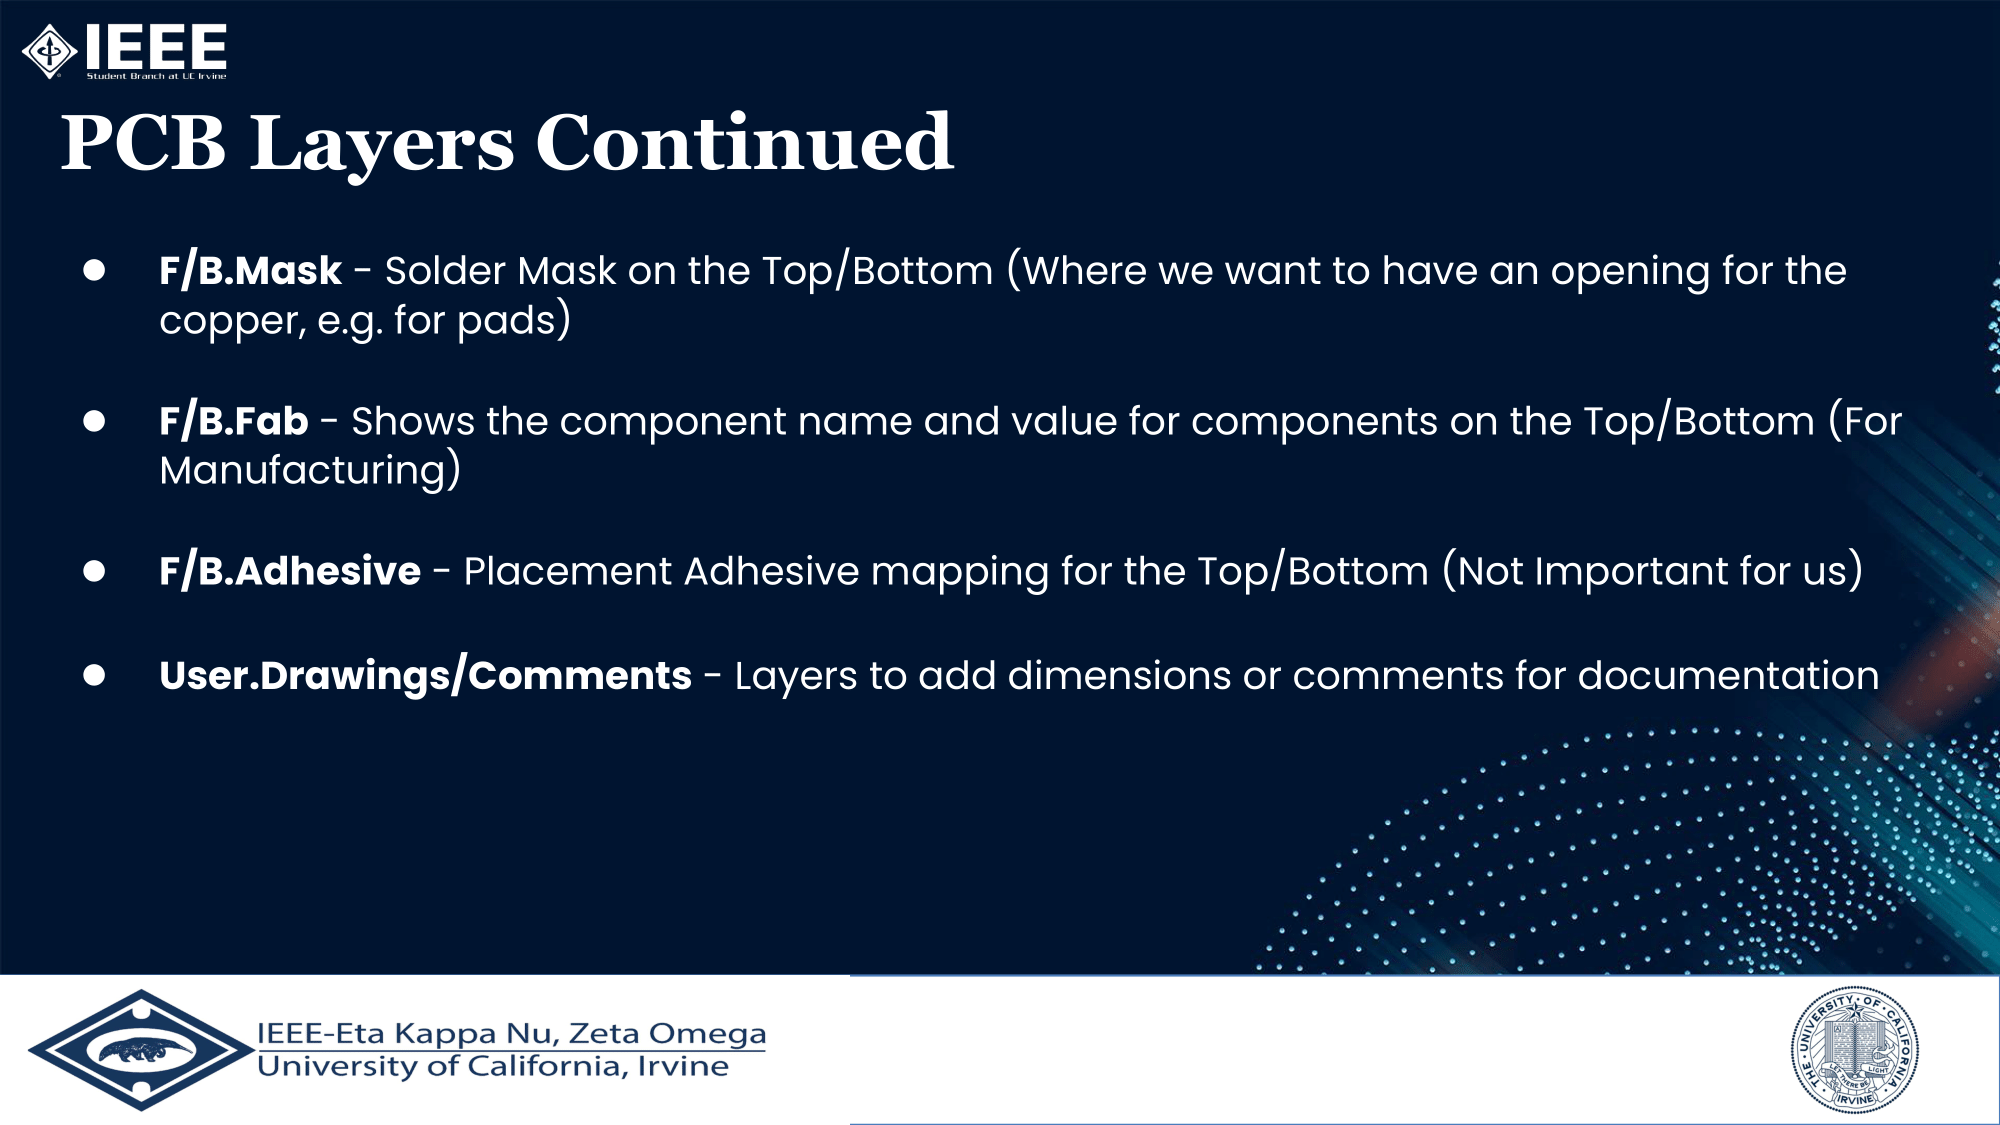 IEEE
Student Branch at UC Irvine
PCB Layers Continued
● F/B.Mask - Solder Mask on the Top/Bottom (Where we want to have an opening for the
copper, e.g. for pads)
● F/B.Fab - Shows the component name and value for components on the Top/Bottom (For
Manufacturing)
● F/B.Adhesive - Placement Adhesive mapping for the Top/Bottom (Not Important for us)
● User.Drawings/Comments - Layers to add dimensions or comments for documentation
IEEE-Eta Kappa Nu, Zeta Omega
University of California, Irvine
THE · UNIVERSITY · OF · CALIFORNIA
LET THERE BE LIGHT
IRVINE